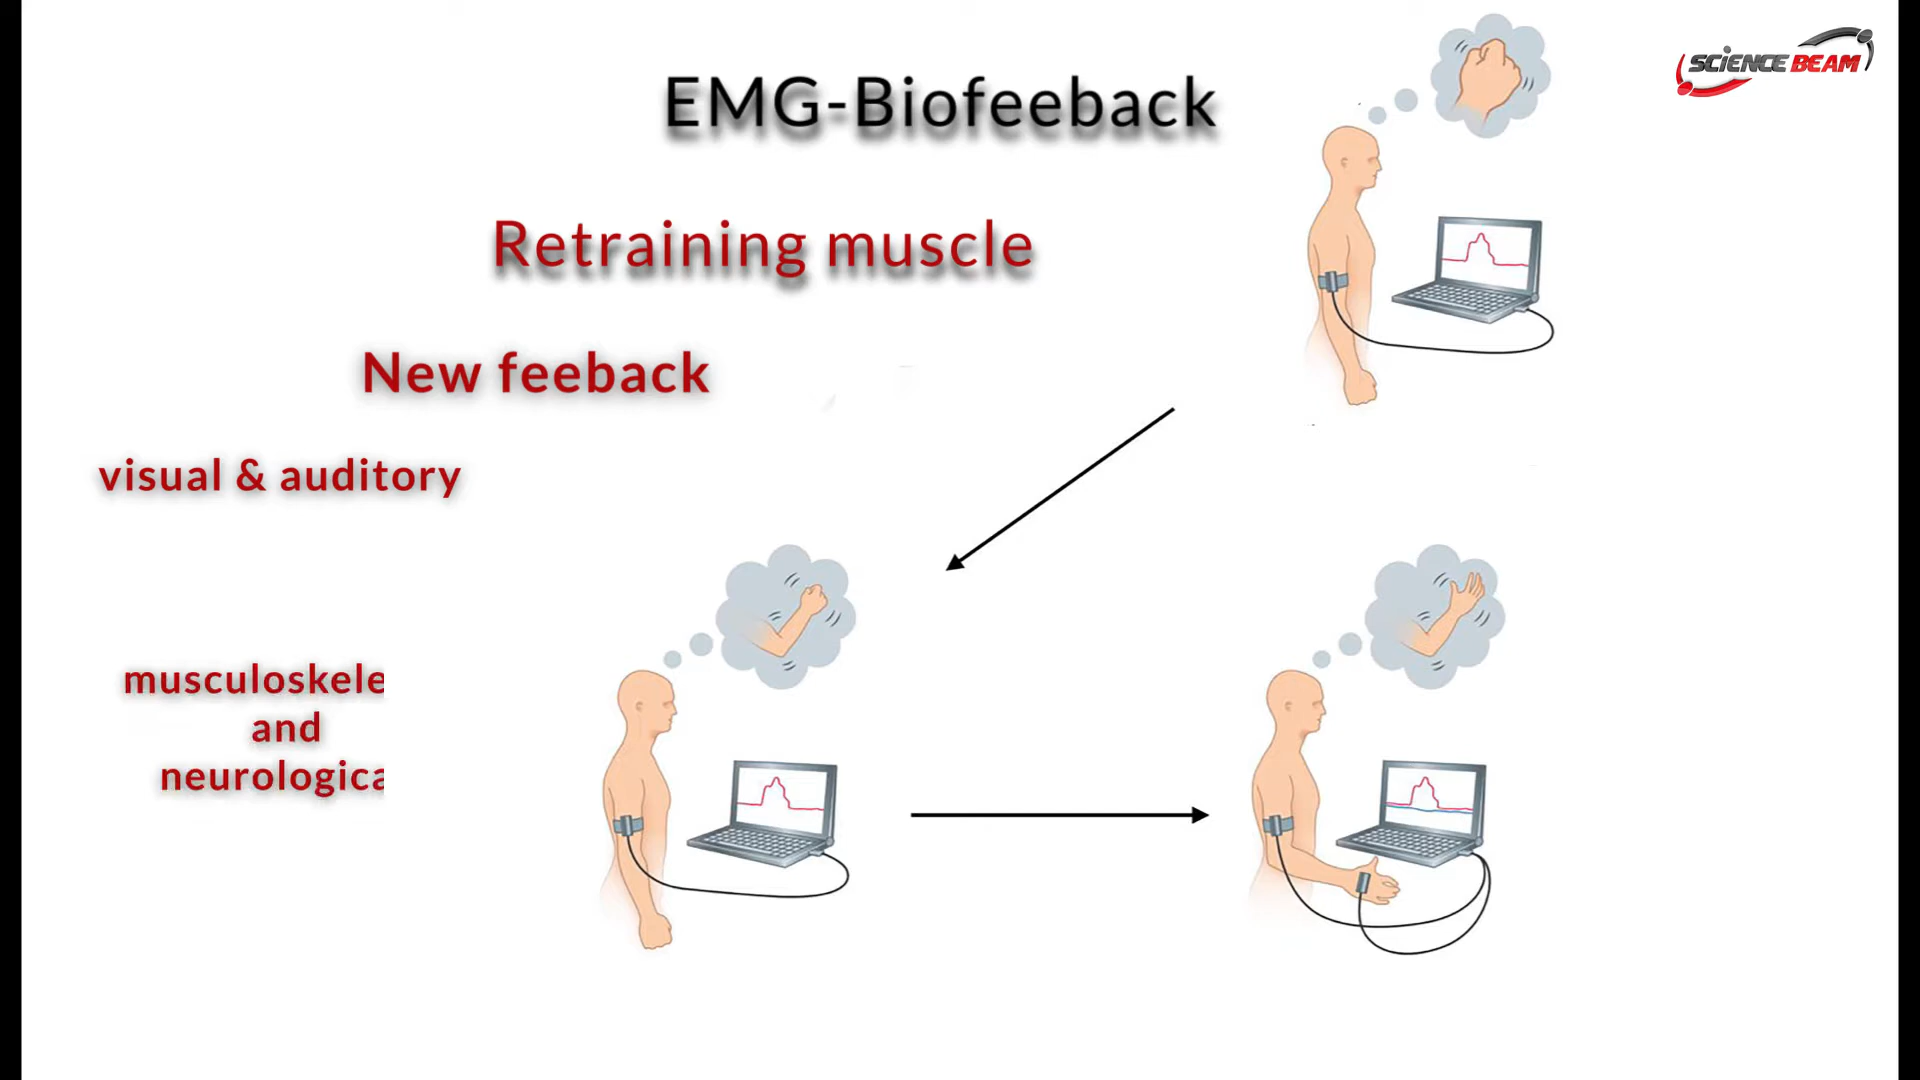 EMG-Biofeeback
SCIENCE BEAM
Retraining muscle
New feeback
visual & auditory
musculoskele
and
neurologica